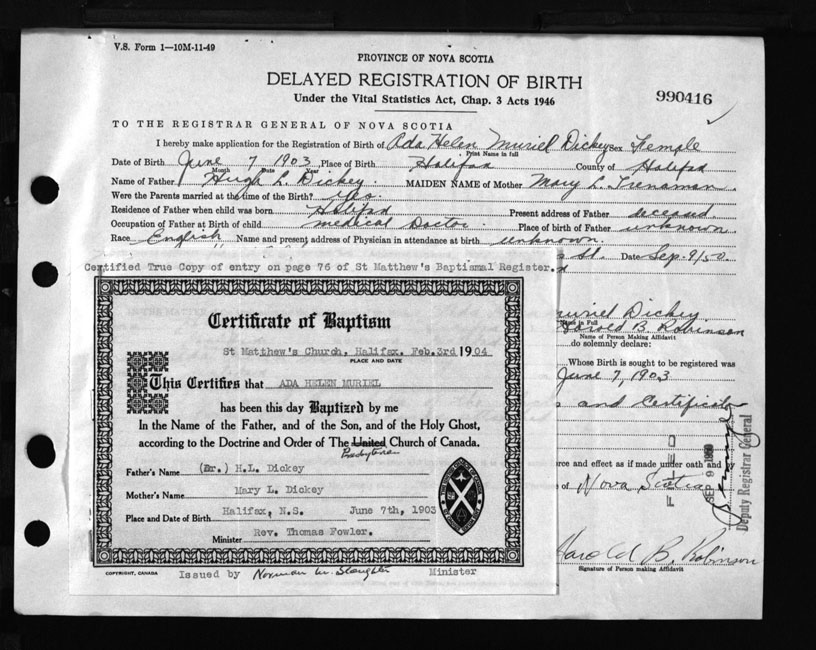 V.S. Form 1—10M-11-49
PROVINCE OF NOVA SCOTIA
DELAYED REGISTRATION OF BIRTH
Under the Vital Statistics Act, Chap. 3 Acts 1946
990416
TO THE REGISTRAR GENERAL OF NOVA SCOTIA
I hereby make application for the Registration of Birth of Ada Helen Muriel Dickey Sex Female
Print Name in full
Date of Birth June 7 1903 Place of Birth Halifax County of Halifax
Month Date Year
Name of Father Hugh L. Dickey. MAIDEN NAME of Mother Mary L. Trenaman.
Were the Parents married at the time of the Birth? Yes.
Residence of Father when child was born Halifax Present address of Father deceased.
Occupation of Father at Birth of child medical Doctor. Place of birth of Father unknown.
Race English Name and present address of Physician in attendance at birth unknown.
St. Date Sep. 9/50.
Certified True Copy of entry on page 76 of St Matthew's Baptismal Register.
Certificate of Baptism
St Matthew's Church, Halifax. Feb. 3rd 1904
PLACE AND DATE
This Certifies that ADA HELEN MURIEL
has been this day Baptized by me
In the Name of the Father, and of the Son, and of the Holy Ghost,
according to the Doctrine and Order of The United Church of Canada.
Presbyterian
Father's Name (Dr.) H.L. Dickey
Mother's Name Mary L. Dickey
Place and Date of Birth Halifax, N.S. June 7th, 1903
Minister Rev. Thomas Fowler.
COPYRIGHT, CANADA
Issued by Norman W. Slaughter Minister
Muriel Dickey
Name in Full
Harold B. Robinson
Name of Person Making Affidavit
do solemnly declare:
Whose Birth is sought to be registered was
June 7, 1903
and Certificate
force and effect as if made under oath and
of Nova Scotia
FILED
SEP 9 1950
Deputy Registrar General
Harold B. Robinson
Signature of Person making Affidavit